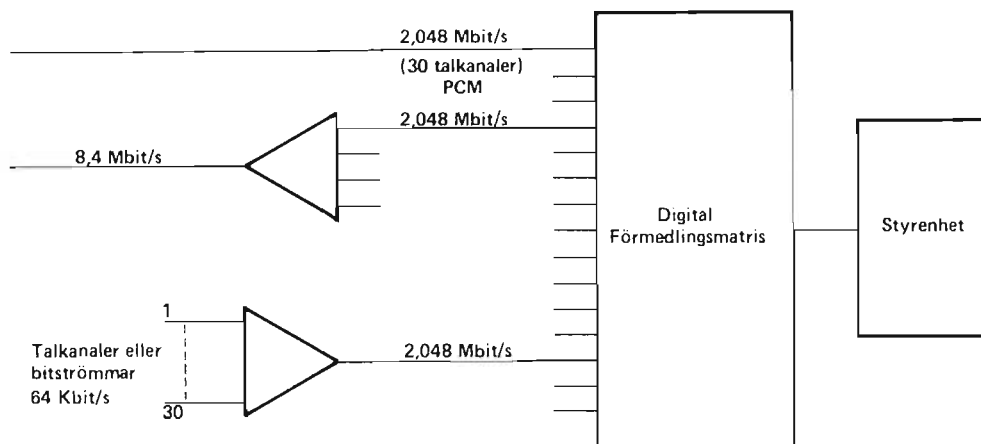 2,048 Mbit/s
(30 talkanaler)
PCM
2,048 Mbit/s
8,4 Mbit/s
Digital
Förmedlingsmatris
Styrenhet
1
Talkanaler eller
bitströmmar
64 Kbit/s
30
2,048 Mbit/s